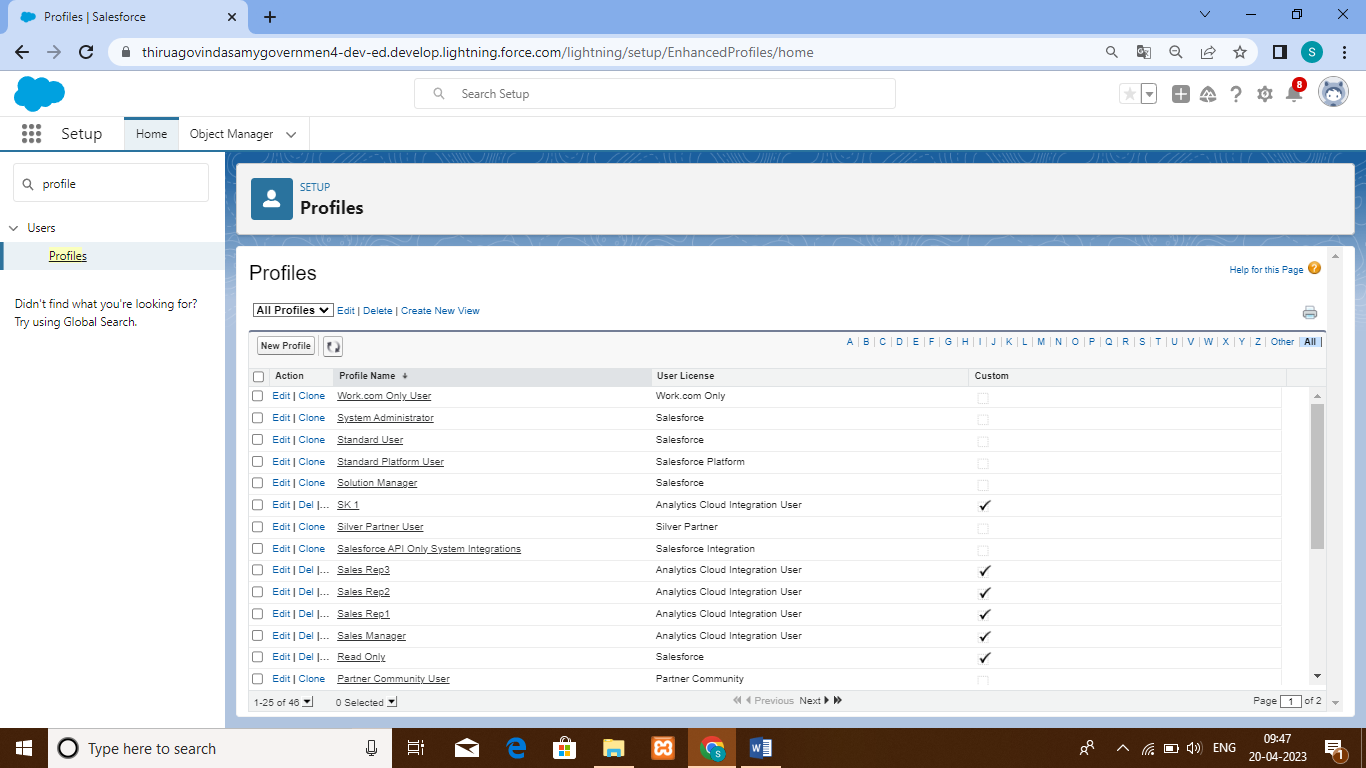 Profiles | Salesforce
thiruagovindasamygovernmen4-dev-ed.develop.lightning.force.com/lightning/setup/EnhancedProfiles/home
S
Search Setup
8
Setup
Home
Object Manager
profile
Users
Profiles
Didn't find what you're looking for?
Try using Global Search.
SETUP
Profiles
Profiles
Help for this Page ?
All Profiles Edit | Delete | Create New View
New Profile
A | B | C | D | E | F | G | H | I | J | K | L | M | N | O | P | Q | R | S | T | U | V | W | X | Y | Z | Other | All |
Action Profile Name User License Custom
Edit | Clone Work.com Only User Work.com Only
Edit | Clone System Administrator Salesforce
Edit | Clone Standard User Salesforce
Edit | Clone Standard Platform User Salesforce Platform
Edit | Clone Solution Manager Salesforce
Edit | Del |... SK 1 Analytics Cloud Integration User
Edit | Clone Silver Partner User Silver Partner
Edit | Clone Salesforce API Only System Integrations Salesforce Integration
Edit | Del |... Sales Rep3 Analytics Cloud Integration User
Edit | Del |... Sales Rep2 Analytics Cloud Integration User
Edit | Del |... Sales Rep1 Analytics Cloud Integration User
Edit | Del |... Sales Manager Analytics Cloud Integration User
Edit | Del |... Read Only Salesforce
Edit | Clone Partner Community User Partner Community
1-25 of 46 0 Selected Previous Next Page 1 of 2
Type here to search
S
W
ENG
09:47
20-04-2023
1